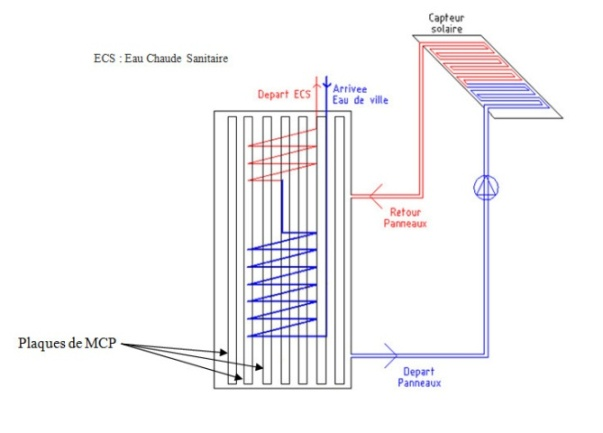 Capteur
solaire
ECS : Eau Chaude Sanitaire
Depart ECS
Arrivee
Eau de ville
Retour
Panneaux
Plaques de MCP
Depart
Panneaux